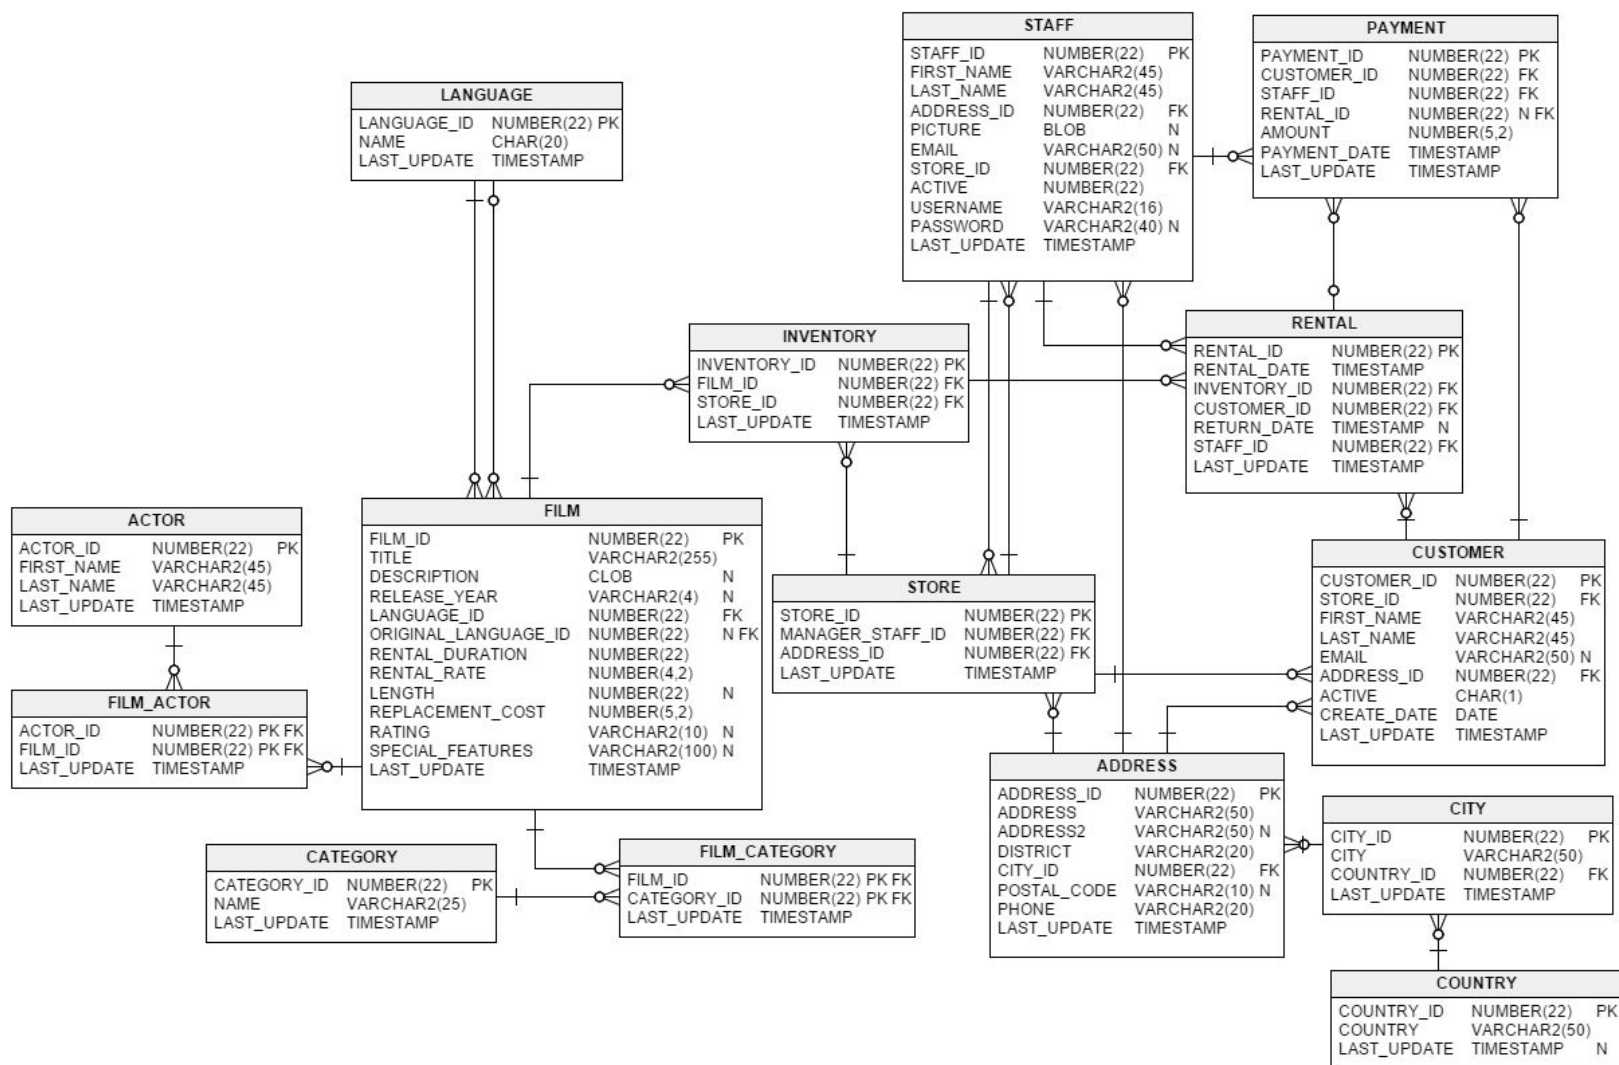 STAFF
STAFF_ID NUMBER(22) PK
FIRST_NAME VARCHAR2(45)
LAST_NAME VARCHAR2(45)
ADDRESS_ID NUMBER(22) FK
PICTURE BLOB N
EMAIL VARCHAR2(50) N
STORE_ID NUMBER(22) FK
ACTIVE NUMBER(22)
USERNAME VARCHAR2(16)
PASSWORD VARCHAR2(40) N
LAST_UPDATE TIMESTAMP
PAYMENT
PAYMENT_ID NUMBER(22) PK
CUSTOMER_ID NUMBER(22) FK
STAFF_ID NUMBER(22) FK
RENTAL_ID NUMBER(22) N FK
AMOUNT NUMBER(5,2)
PAYMENT_DATE TIMESTAMP
LAST_UPDATE TIMESTAMP
LANGUAGE
LANGUAGE_ID NUMBER(22) PK
NAME CHAR(20)
LAST_UPDATE TIMESTAMP
INVENTORY
INVENTORY_ID NUMBER(22) PK
FILM_ID NUMBER(22) FK
STORE_ID NUMBER(22) FK
LAST_UPDATE TIMESTAMP
RENTAL
RENTAL_ID NUMBER(22) PK
RENTAL_DATE TIMESTAMP
INVENTORY_ID NUMBER(22) FK
CUSTOMER_ID NUMBER(22) FK
RETURN_DATE TIMESTAMP N
STAFF_ID NUMBER(22) FK
LAST_UPDATE TIMESTAMP
ACTOR
ACTOR_ID NUMBER(22) PK
FIRST_NAME VARCHAR2(45)
LAST_NAME VARCHAR2(45)
LAST_UPDATE TIMESTAMP
FILM
FILM_ID NUMBER(22) PK
TITLE VARCHAR2(255)
DESCRIPTION CLOB N
RELEASE_YEAR VARCHAR2(4) N
LANGUAGE_ID NUMBER(22) FK
ORIGINAL_LANGUAGE_ID NUMBER(22) N FK
RENTAL_DURATION NUMBER(22)
RENTAL_RATE NUMBER(4,2)
LENGTH NUMBER(22) N
REPLACEMENT_COST NUMBER(5,2)
RATING VARCHAR2(10) N
SPECIAL_FEATURES VARCHAR2(100) N
LAST_UPDATE TIMESTAMP
STORE
STORE_ID NUMBER(22) PK
MANAGER_STAFF_ID NUMBER(22) FK
ADDRESS_ID NUMBER(22) FK
LAST_UPDATE TIMESTAMP
CUSTOMER
CUSTOMER_ID NUMBER(22) PK
STORE_ID NUMBER(22) FK
FIRST_NAME VARCHAR2(45)
LAST_NAME VARCHAR2(45)
EMAIL VARCHAR2(50) N
ADDRESS_ID NUMBER(22) FK
ACTIVE CHAR(1)
CREATE_DATE DATE
LAST_UPDATE TIMESTAMP
FILM_ACTOR
ACTOR_ID NUMBER(22) PK FK
FILM_ID NUMBER(22) PK FK
LAST_UPDATE TIMESTAMP
ADDRESS
ADDRESS_ID NUMBER(22) PK
ADDRESS VARCHAR2(50)
ADDRESS2 VARCHAR2(50) N
DISTRICT VARCHAR2(20)
CITY_ID NUMBER(22) FK
POSTAL_CODE VARCHAR2(10) N
PHONE VARCHAR2(20)
LAST_UPDATE TIMESTAMP
CITY
CITY_ID NUMBER(22) PK
CITY VARCHAR2(50)
COUNTRY_ID NUMBER(22) FK
LAST_UPDATE TIMESTAMP
CATEGORY
CATEGORY_ID NUMBER(22) PK
NAME VARCHAR2(25)
LAST_UPDATE TIMESTAMP
FILM_CATEGORY
FILM_ID NUMBER(22) PK FK
CATEGORY_ID NUMBER(22) PK FK
LAST_UPDATE TIMESTAMP
COUNTRY
COUNTRY_ID NUMBER(22) PK
COUNTRY VARCHAR2(50)
LAST_UPDATE TIMESTAMP N